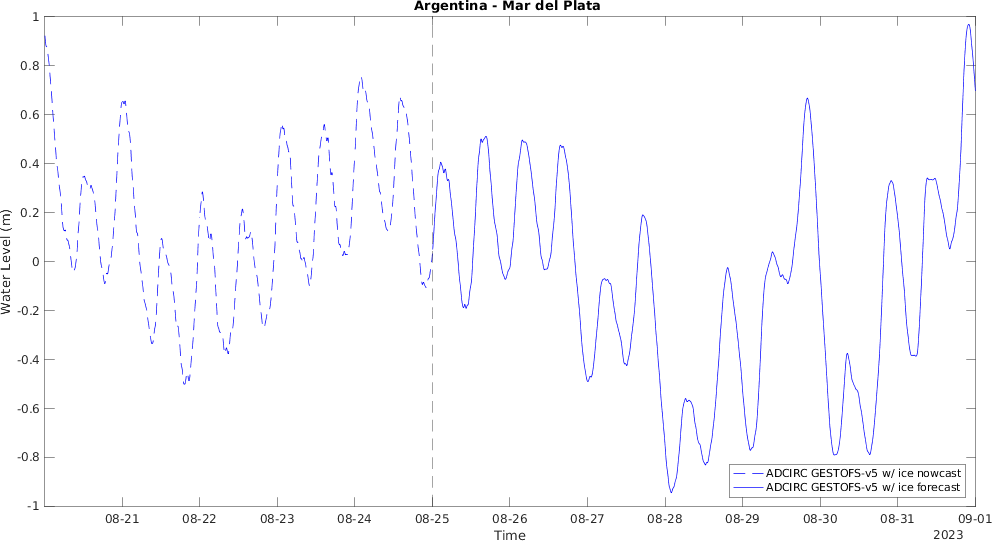 Argentina - Mar del Plata
Water Level (m)
1
0.8
0.6
0.4
0.2
0
-0.2
-0.4
-0.6
-0.8
-1
ADCIRC GESTOFS-v5 w/ ice nowcast
ADCIRC GESTOFS-v5 w/ ice forecast
08-21 08-22 08-23 08-24 08-25 08-26 08-27 08-28 08-29 08-30 08-31 09-01
Time
2023